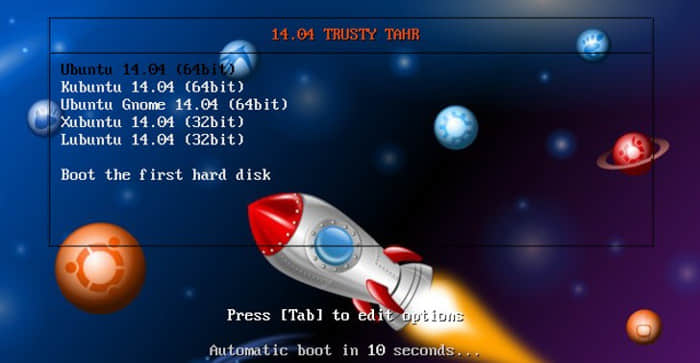 14.04 TRUSTY TAHR
Ubuntu 14.04 (64bit)
Kubuntu 14.04 (64bit)
Ubuntu Gnome 14.04 (64bit)
Xubuntu 14.04 (32bit)
Lubuntu 14.04 (32bit)
Boot the first hard disk
Press [Tab] to edit options
Automatic boot in 10 seconds...